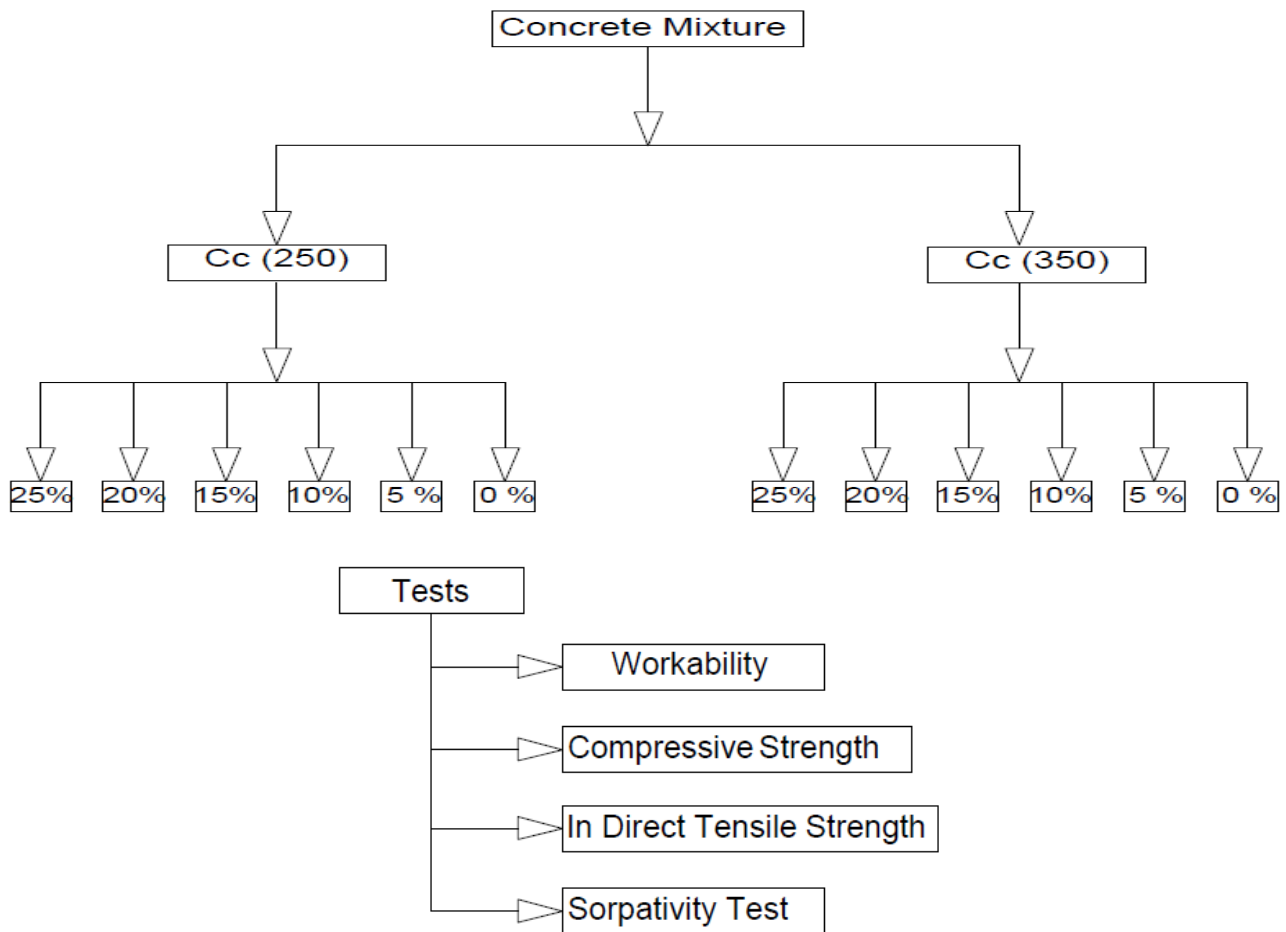 Concrete Mixture
Cc (250)
Cc (350)
25% 20% 15% 10% 5 % 0 %
25% 20% 15% 10% 5 % 0 %
Tests
Workability
Compressive Strength
In Direct Tensile Strength
Sorpativity Test